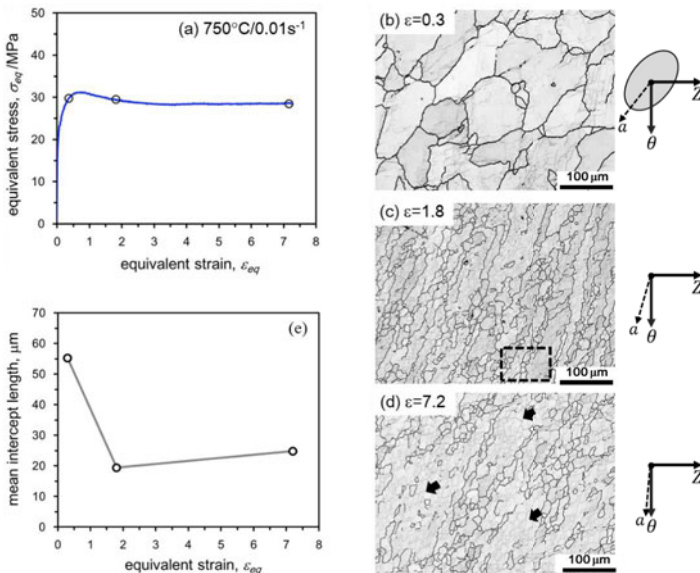 (a) 750°C/0.01s⁻¹
equivalent stress, σeq /MPa
50
40
30
20
10
0
0 1 2 3 4 5 6 7 8
equivalent strain, εeq
(e)
mean intercept length, μm
70
60
50
40
30
20
10
0
0 1 2 3 4 5 6 7 8
equivalent strain, εeq
(b) ε=0.3
100 μm
Z
a
θ
(c) ε=1.8
100 μm
Z
a
θ
(d) ε=7.2
100 μm
Z
a
θ